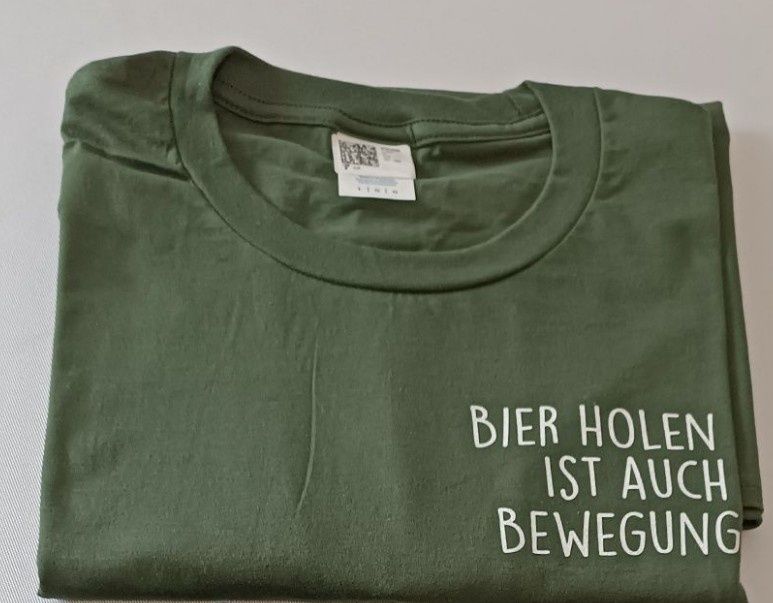 BIER HOLEN
IST AUCH
BEWEGUNG